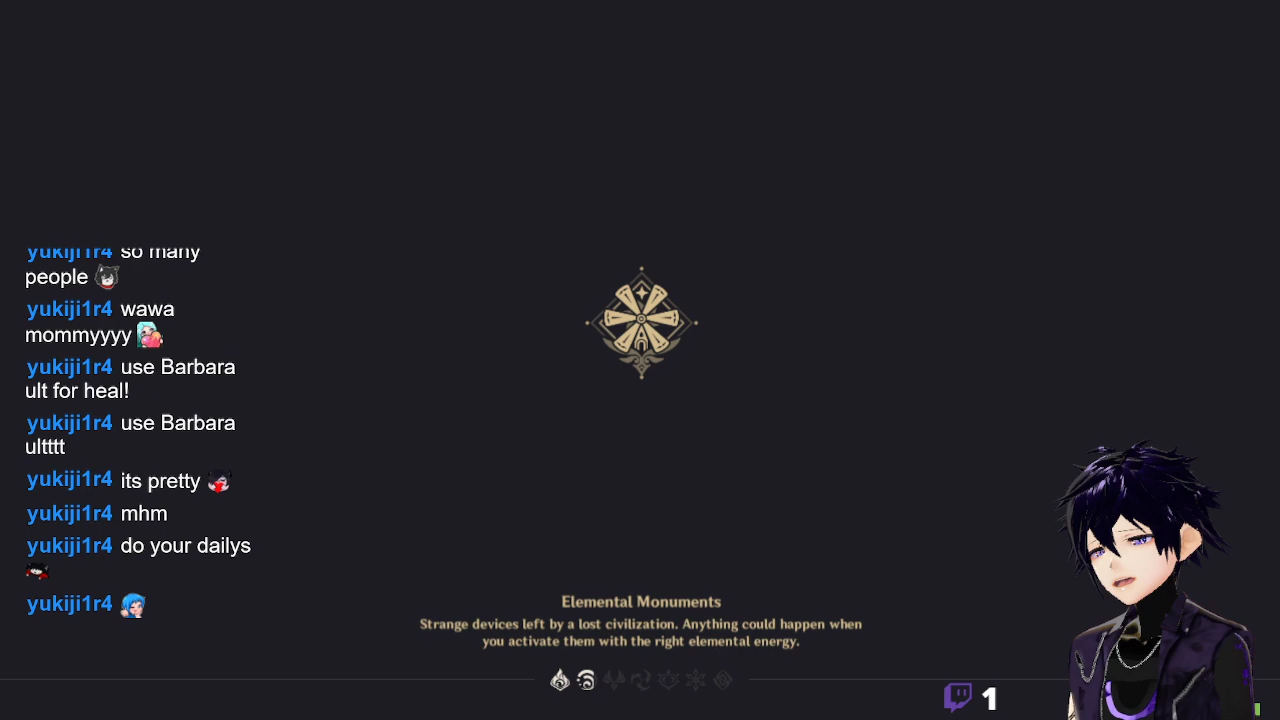 yukiji1r4 so many
people
yukiji1r4 wawa
mommyyyy
yukiji1r4 use Barbara
ult for heal!
yukiji1r4 use Barbara
ultttt
yukiji1r4 its pretty
yukiji1r4 mhm
yukiji1r4 do your dailys
yukiji1r4
Elemental Monuments
Strange devices left by a lost civilization. Anything could happen when
you activate them with the right elemental energy.
1